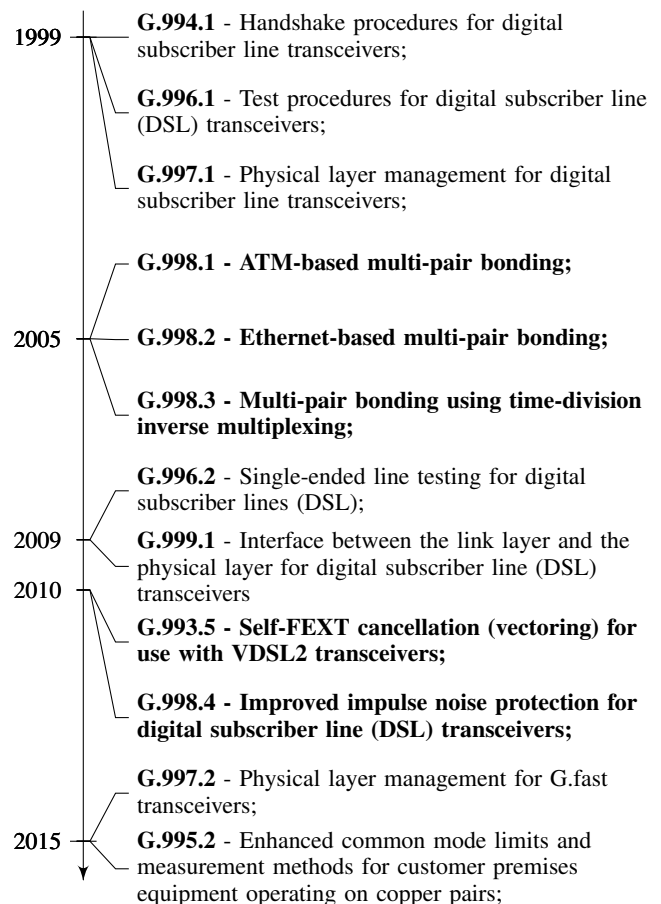 G.994.1 - Handshake procedures for digital
1999
subscriber line transceivers;
G.996.1 - Test procedures for digital subscriber line
(DSL) transceivers;
G.997.1 - Physical layer management for digital
subscriber line transceivers;
G.998.1 - ATM-based multi-pair bonding;
2005
G.998.2 - Ethernet-based multi-pair bonding;
G.998.3 - Multi-pair bonding using time-division
inverse multiplexing;
G.996.2 - Single-ended line testing for digital
subscriber lines (DSL);
2009
G.999.1 - Interface between the link layer and the
physical layer for digital subscriber line (DSL)
transceivers
2010
G.993.5 - Self-FEXT cancellation (vectoring) for
use with VDSL2 transceivers;
G.998.4 - Improved impulse noise protection for
digital subscriber line (DSL) transceivers;
G.997.2 - Physical layer management for G.fast
transceivers;
2015
G.995.2 - Enhanced common mode limits and
measurement methods for customer premises
equipment operating on copper pairs;